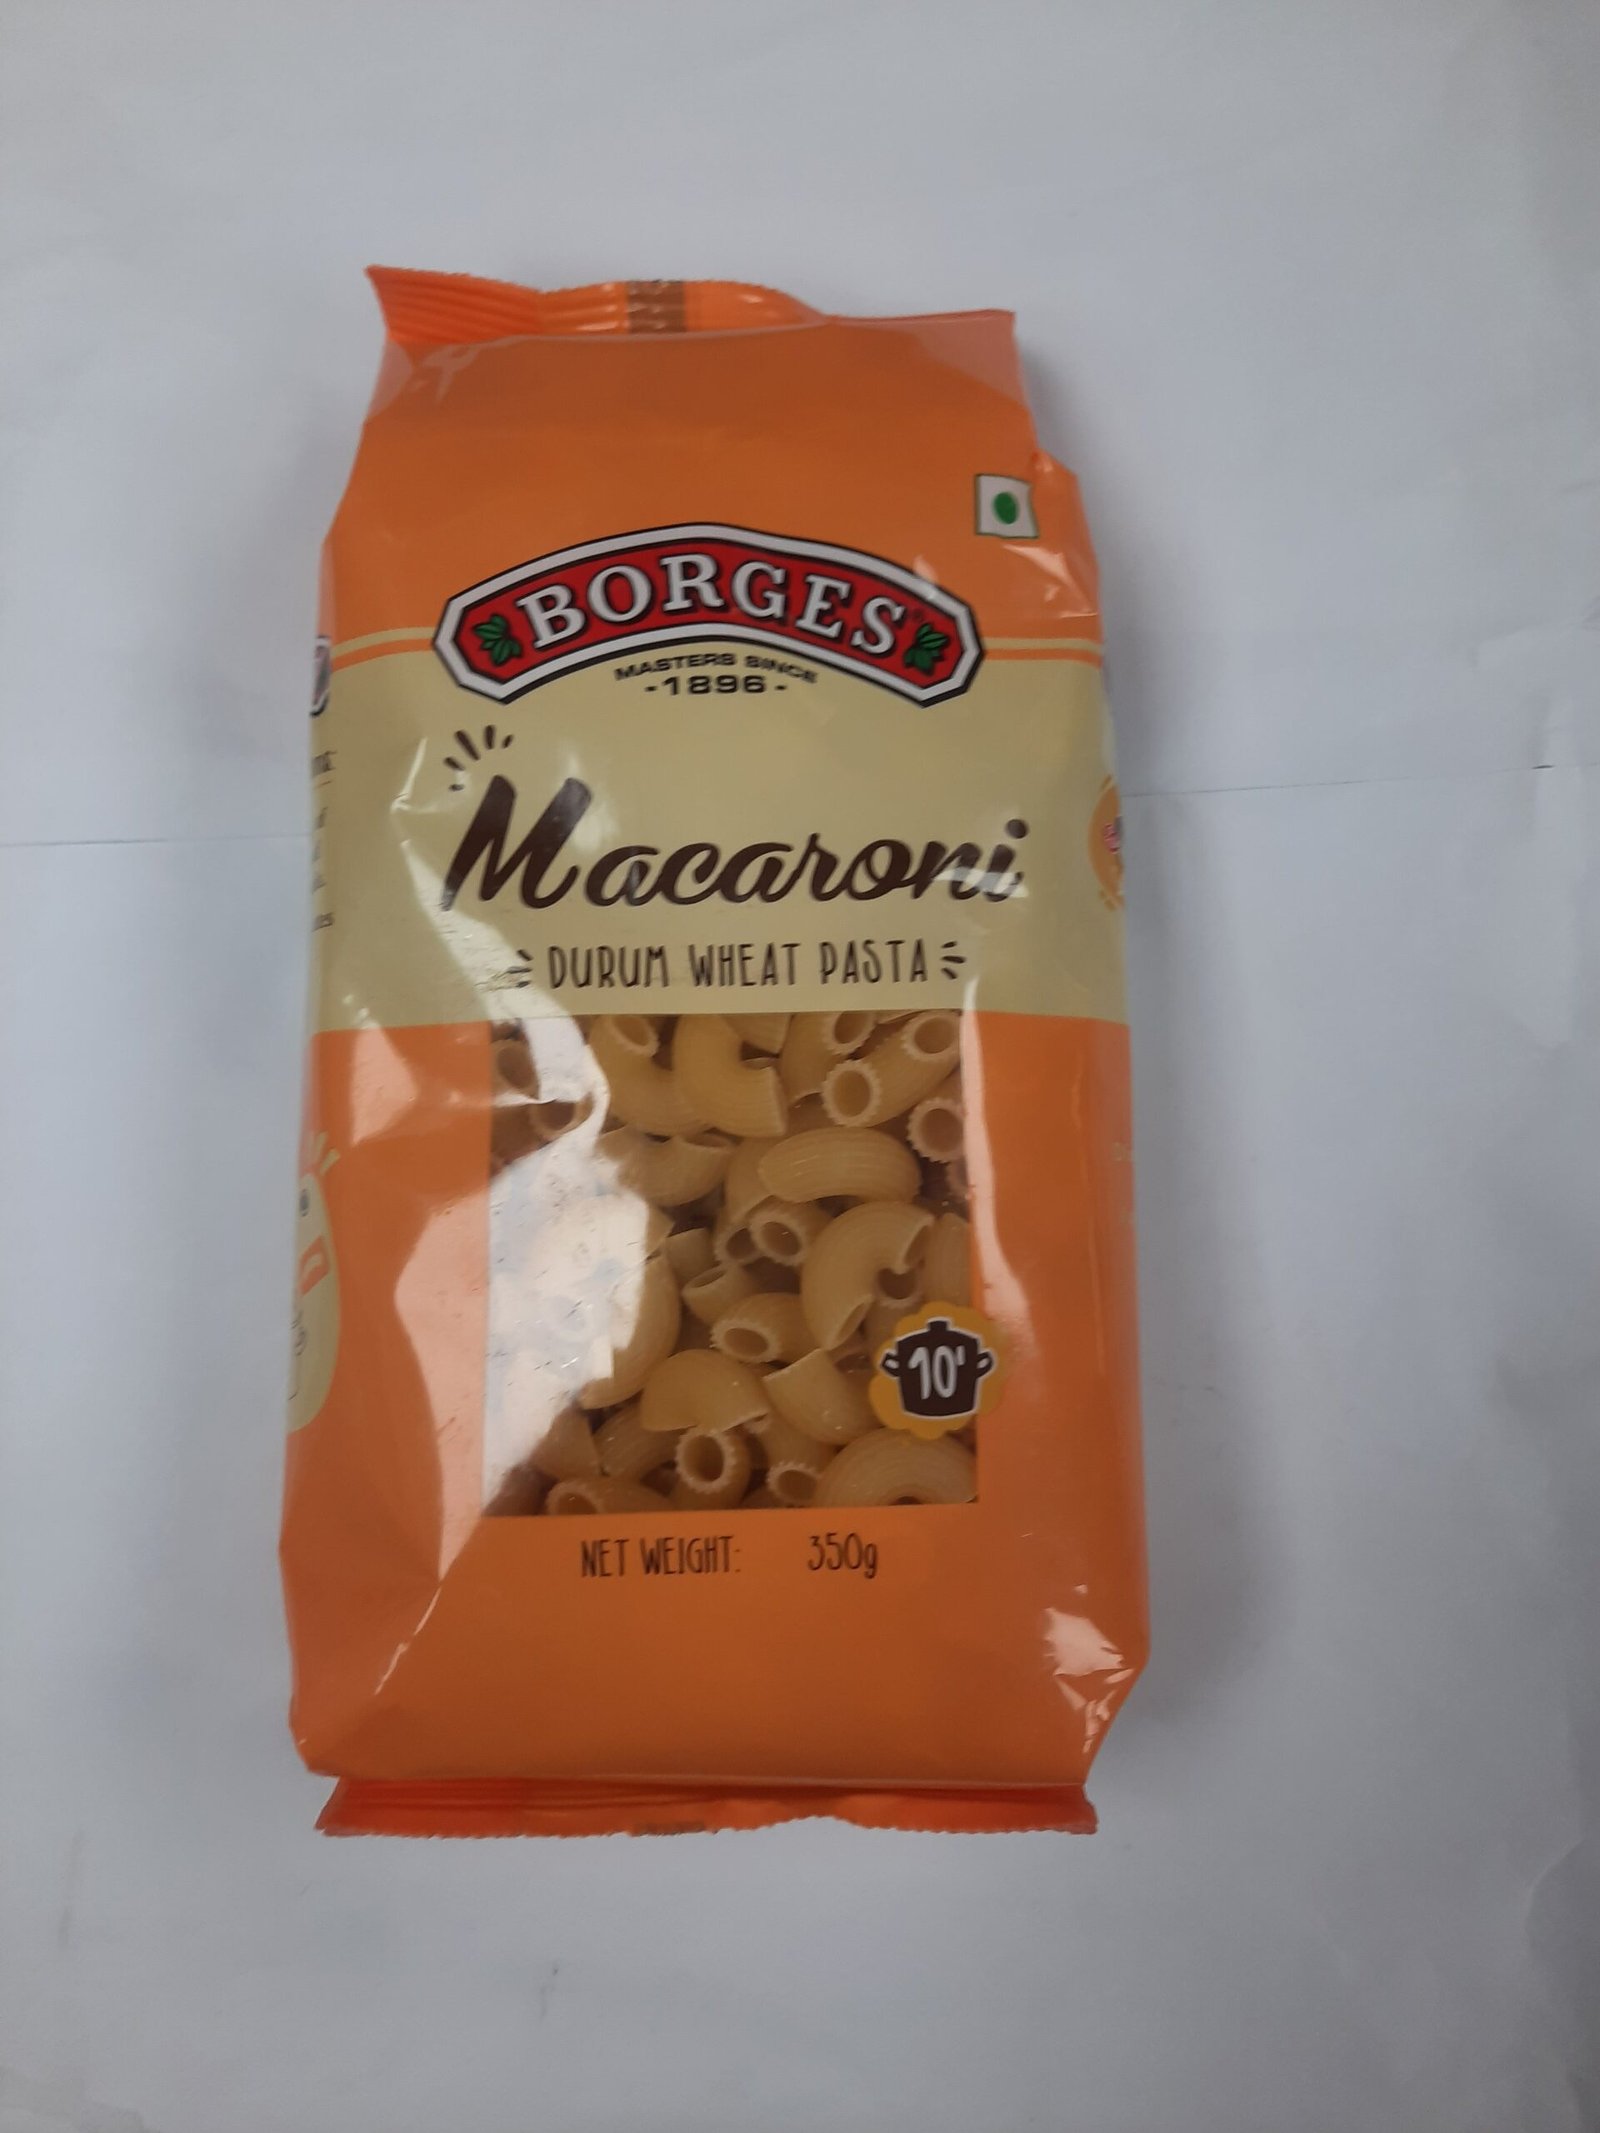 BORGES
MASTERS SINCE
-1896-
Macaroni
DURUM WHEAT PASTA
10'
NET WEIGHT: 350g